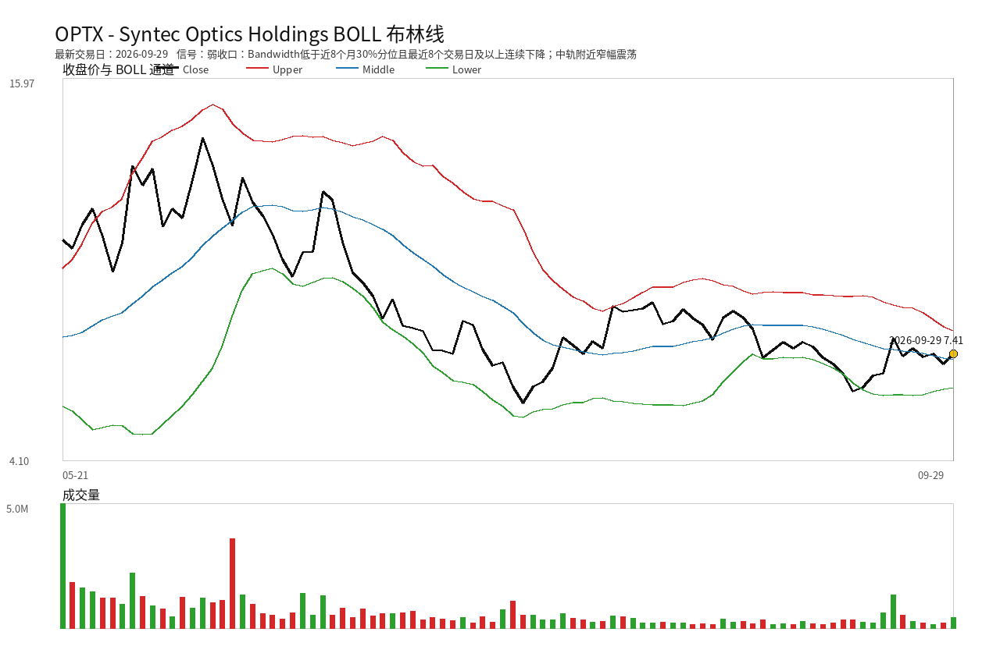 OPTX - Syntec Optics Holdings BOLL 布林线
最新交易日：2026-09-29 信号：弱收口：Bandwidth低于近8个月30%分位且最近8个交易日及以上连续下降；中轨附近窄幅震荡
收盘价与 BOLL 通道 Close Upper Middle Lower
15.97
2026-09-29 7.41
4.10
05-21 09-29
成交量
5.0M